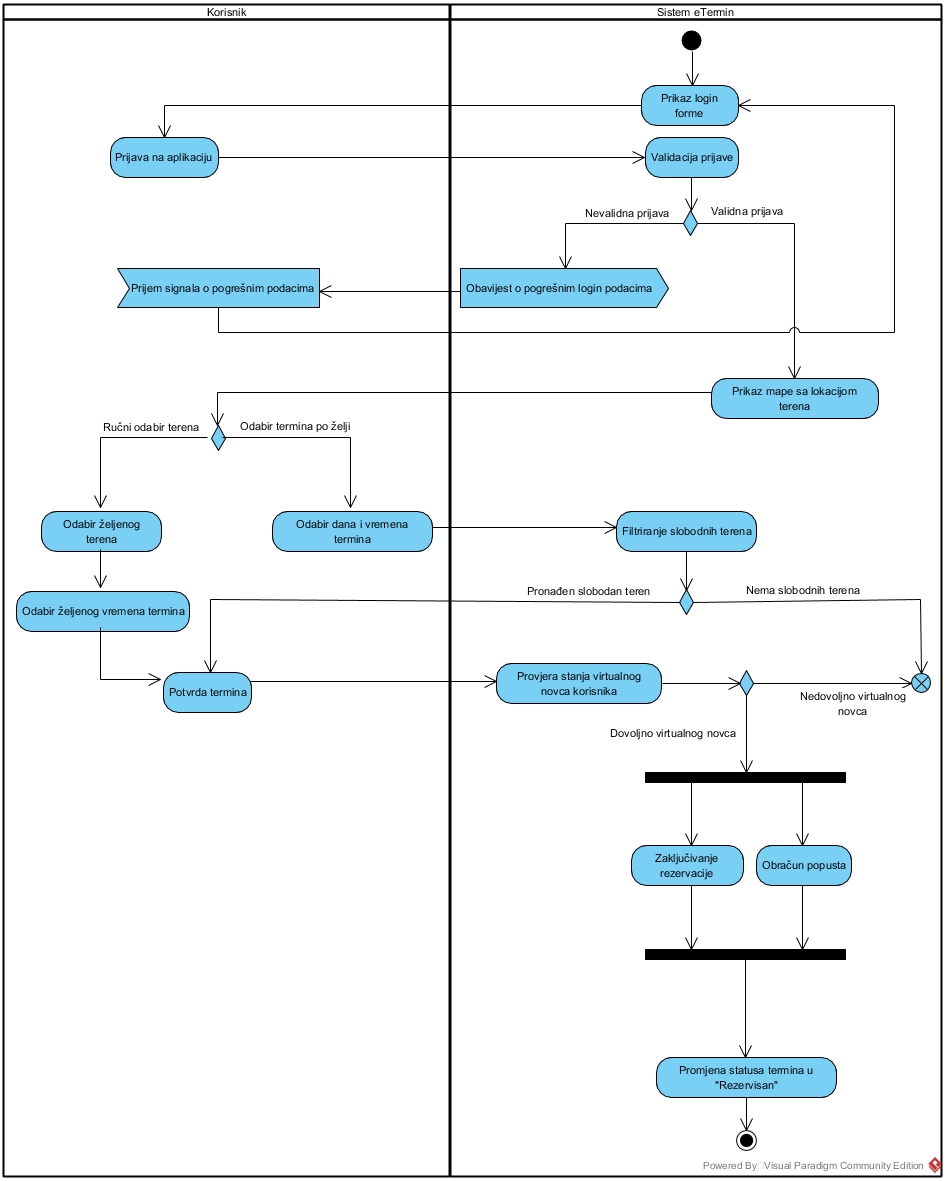 Korisnik
Sistem eTermin
Prikaz login
forme
Prijava na aplikaciju
Validacija prijave
Nevalidna prijava
Validna prijava
Prijem signala o pogrešnim podacima
Obavijest o pogrešnim login podacima
Prikaz mape sa lokacijom
terena
Ručni odabir terena
Odabir termina po želji
Odabir željenog
terena
Odabir dana i vremena
termina
Filtriranje slobodnih terena
Odabir željenog vremena termina
Pronađen slobodan teren
Nema slobodnih terena
Potvrda termina
Provjera stanja virtualnog
novca korisnika
Nedovoljno virtualnog
novca
Dovoljno virtualnog novca
Zaključivanje
rezervacije
Obračun popusta
Promjena statusa termina u
"Rezervisan"
Powered By Visual Paradigm Community Edition